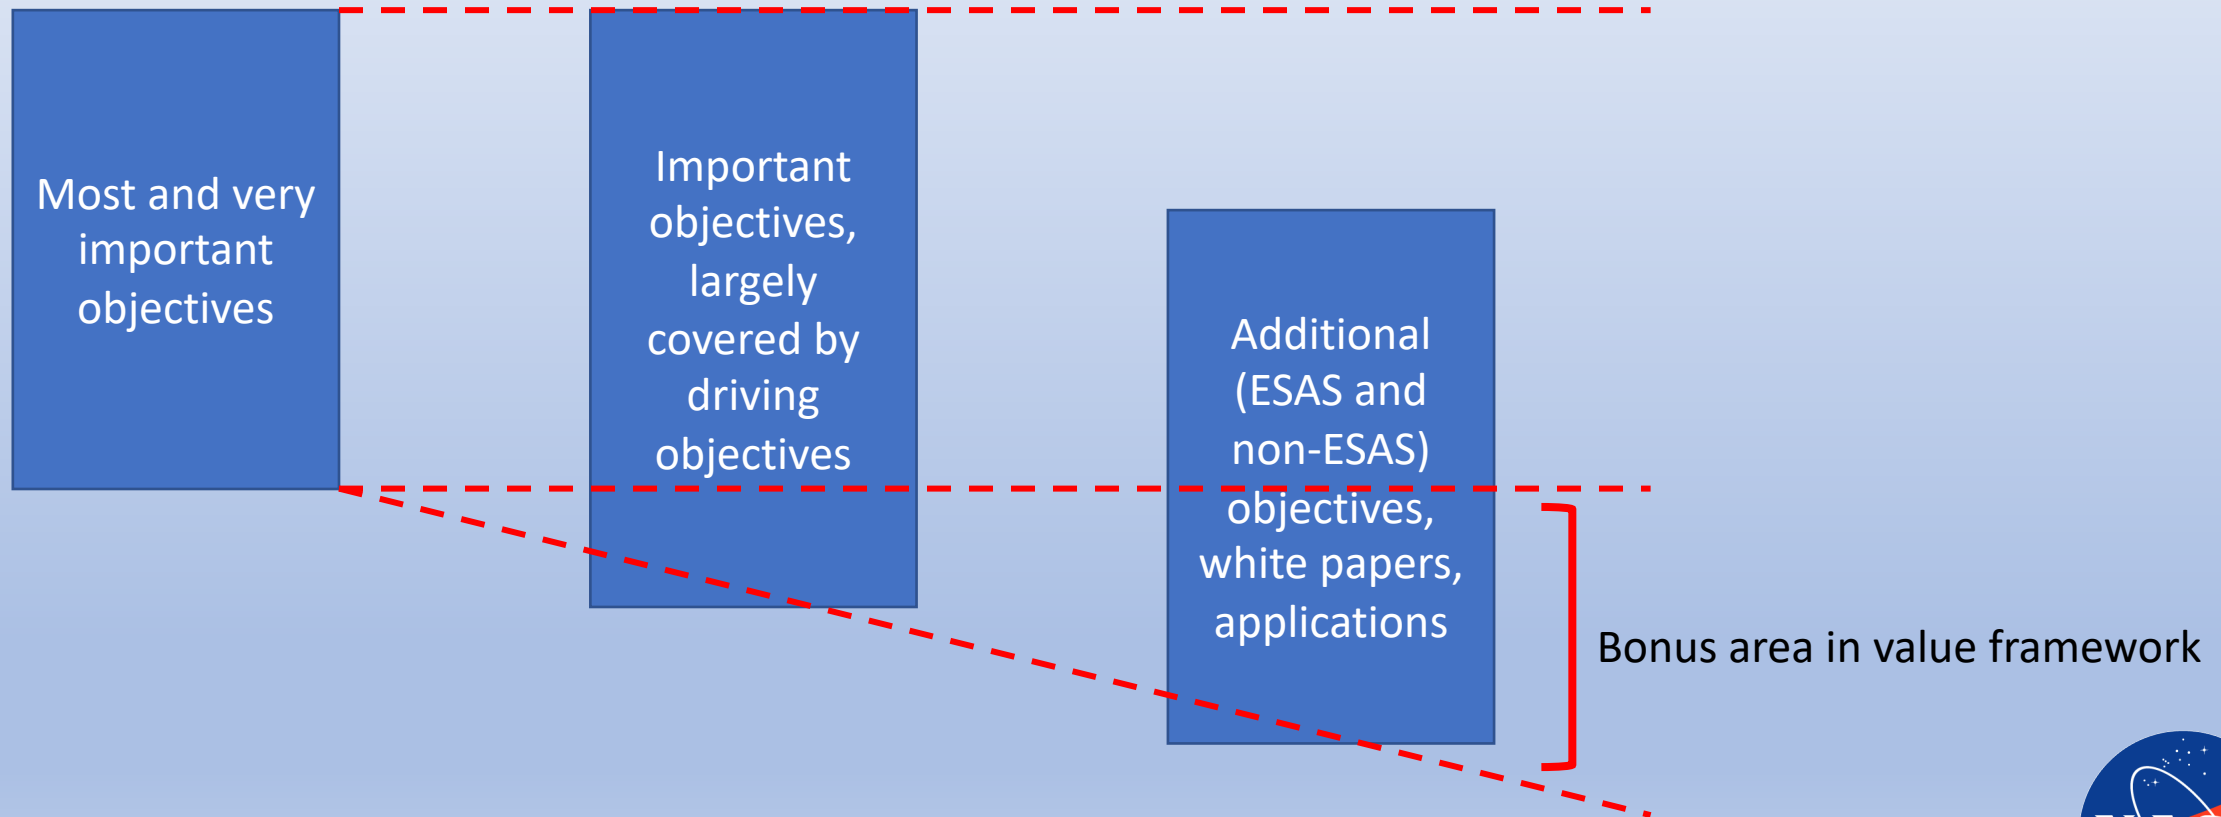 Most and very
important
objectives
Important
objectives,
largely
covered by
driving
objectives
Additional
(ESAS and
non-ESAS)
objectives,
white papers,
applications
Bonus area in value framework